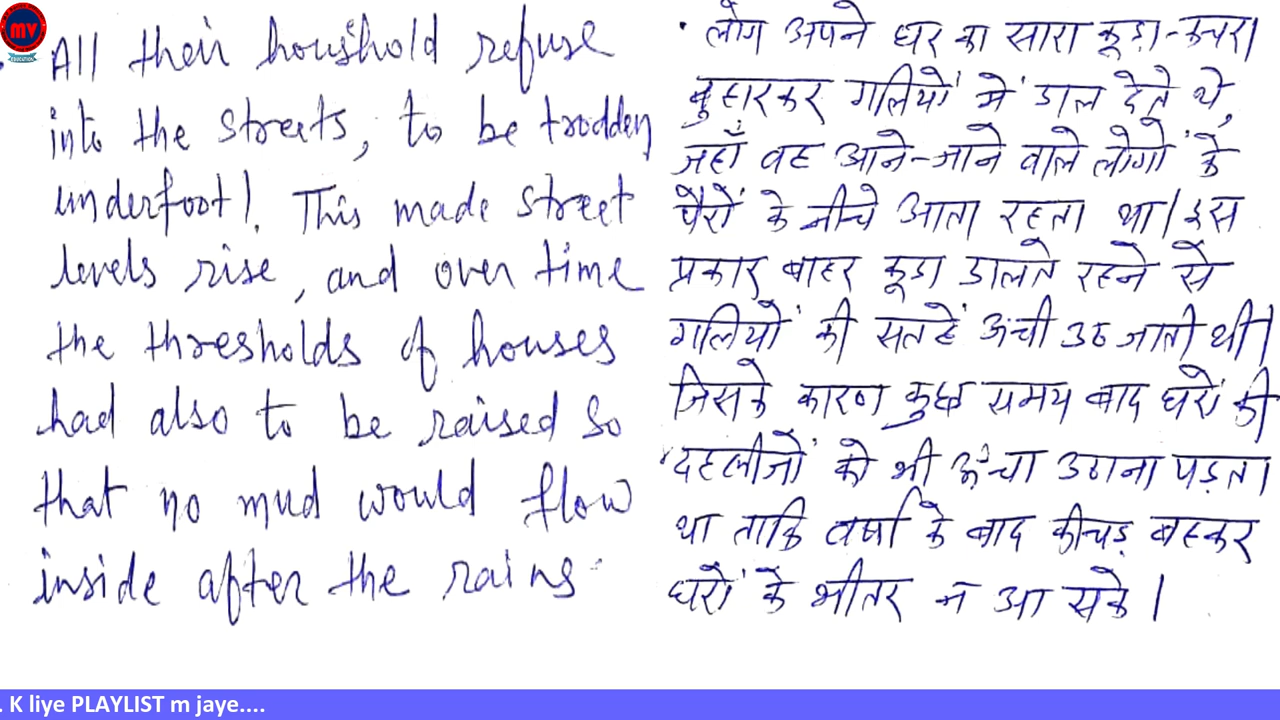 mv
EDUCATION
All their houshold refuse
into the streets, to be trodden
underfoot). This made street
levels rise, and over time
the thresholds of houses
had also to be raised so
that no mud would flow
inside after the rains
लोग अपने घर का सारा कूड़ा-कचरा
बुहारकर गलियों में डाल देते थे,
जहाँ वह आने-जाने वाले लोगों के
पैरों के नीचे आता रहता था। इस
प्रकार बाहर कूडा डालते रहने से
गलियों की सतहें ऊंची उठ जाती थी।
जिसके कारण कुछ समय बाद घरों की
दहलीजों को भी ऊँचा उठाना पड़ता
था ताकि वर्षा के बाद कीचड़ बहकर
घरों के भीतर न आ सके।
. K liye PLAYLIST m jaye....